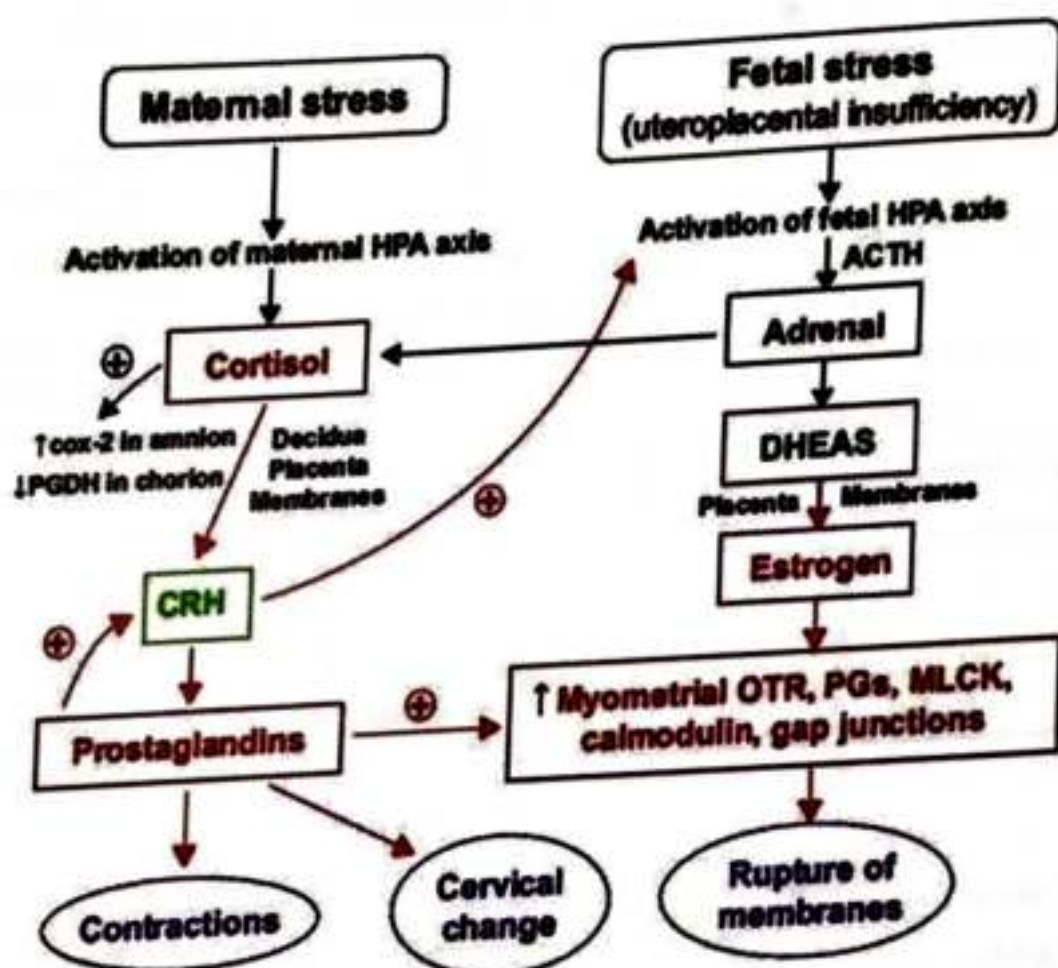 Maternal stress
Fetal stress
(uteroplacental insufficiency)
Activation of maternal HPA axis
Activation of fetal HPA axis
ACTH
Adrenal
Cortisol
⊕
↑cox-2 in amnion
↓PGDH in chorion
Decidua
Placenta
Membranes
DHEAS
Placenta
Membranes
⊕
Estrogen
CRH
⊕
Prostaglandins
⊕
↑ Myometrial OTR, PGs, MLCK,
calmodulin, gap junctions
Contractions
Cervical
change
Rupture of
membranes